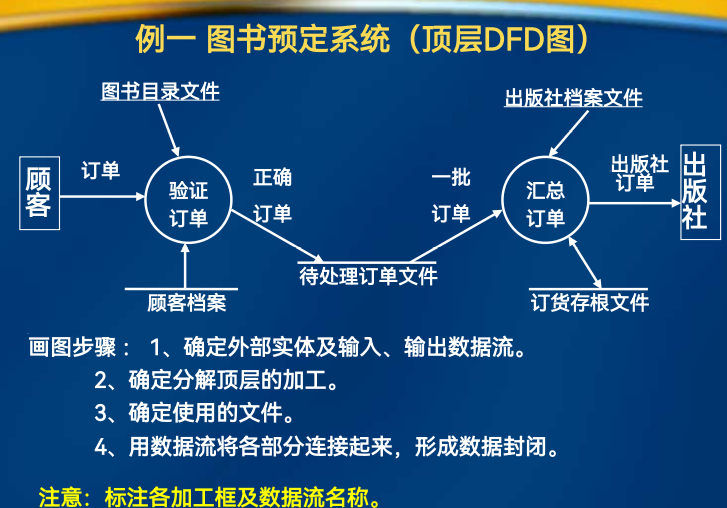 例一 图书预定系统（顶层DFD图）
图书目录文件
出版社档案文件
顾客
订单
验证
订单
正确
订单
一批
订单
汇总
订单
出版社
订单
出版社
待处理订单文件
顾客档案
订货存根文件
画图步骤： 1、确定外部实体及输入、输出数据流。
2、确定分解顶层的加工。
3、确定使用的文件。
4、用数据流将各部分连接起来，形成数据封闭。
注意：标注各加工框及数据流名称。